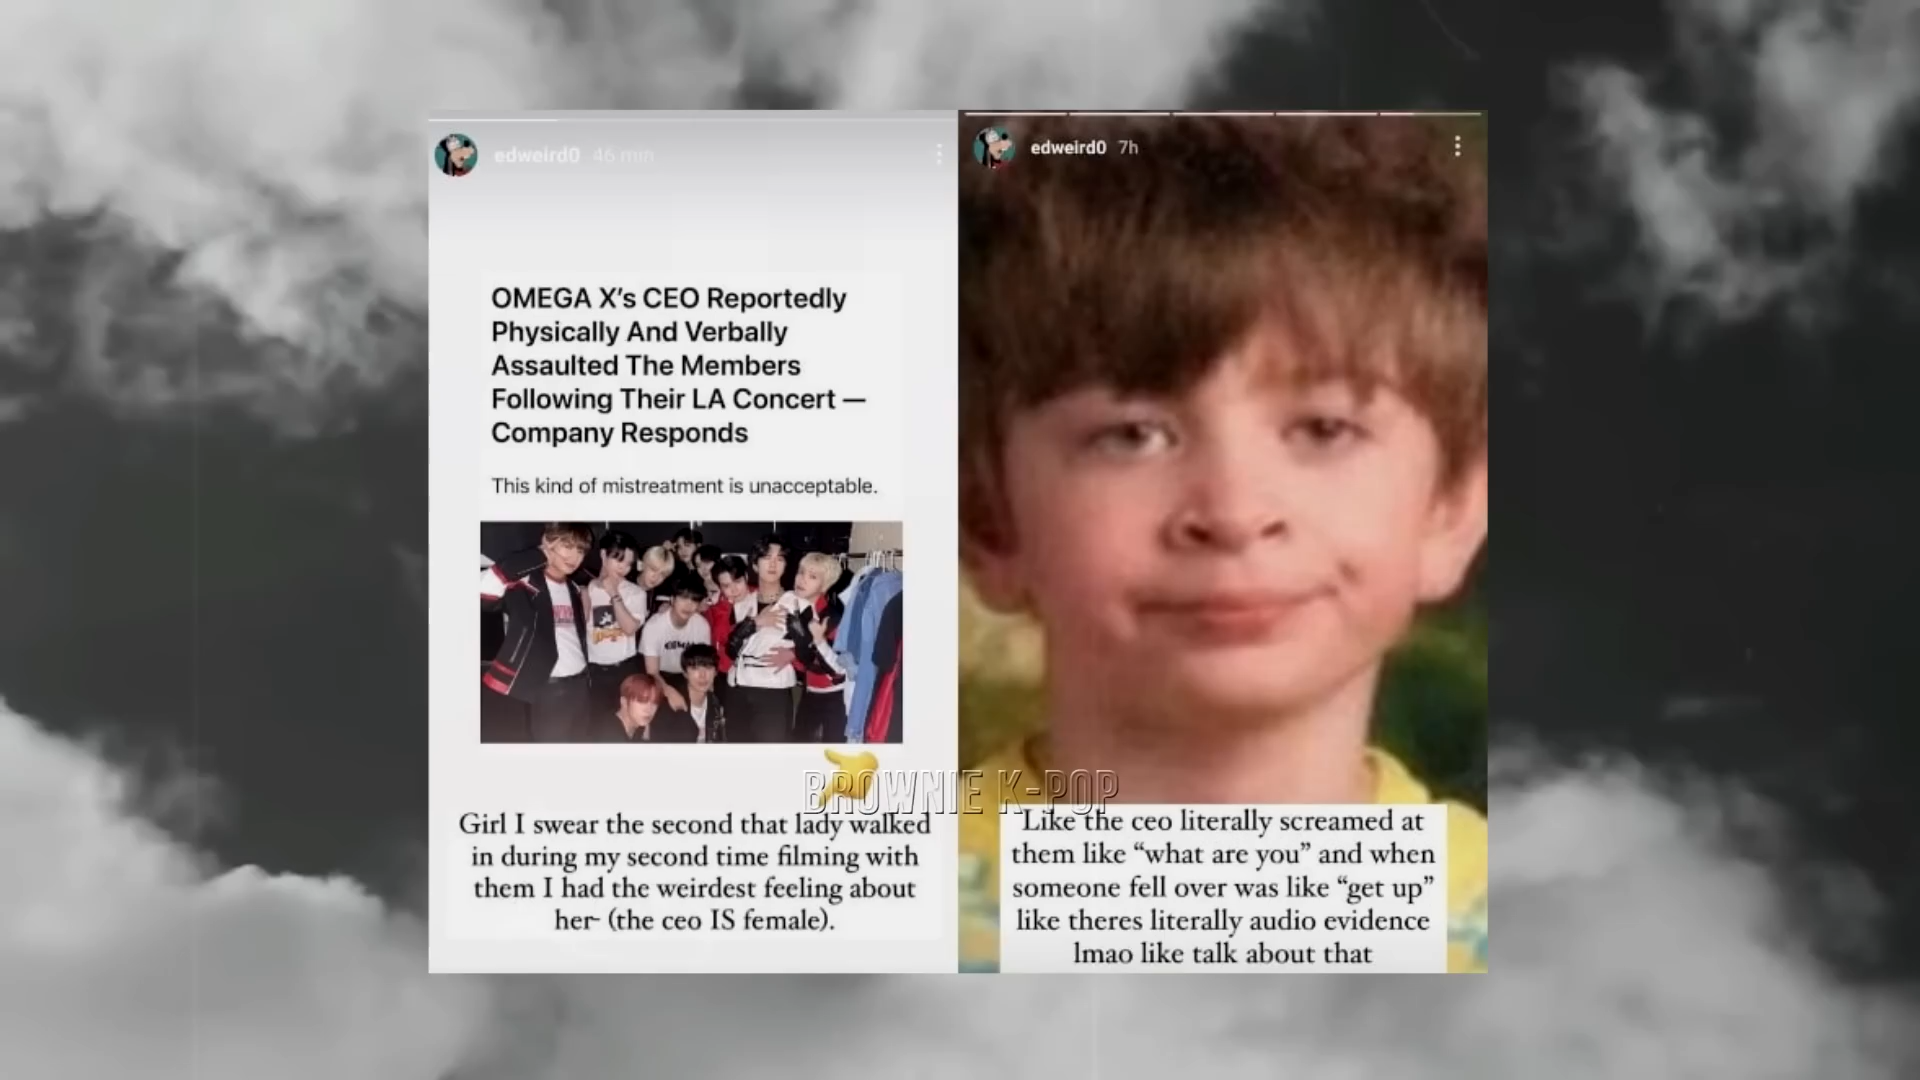 edweird0 46 min
OMEGA X's CEO Reportedly
Physically And Verbally
Assaulted The Members
Following Their LA Concert —
Company Responds
This kind of mistreatment is unacceptable.
Girl I swear the second that lady walked
in during my second time filming with
them I had the weirdest feeling about
her- (the ceo IS female).
edweird0 7h
Like the ceo literally screamed at
them like “what are you” and when
someone fell over was like “get up”
like theres literally audio evidence
lmao like talk about that
BROWNIE K-POP